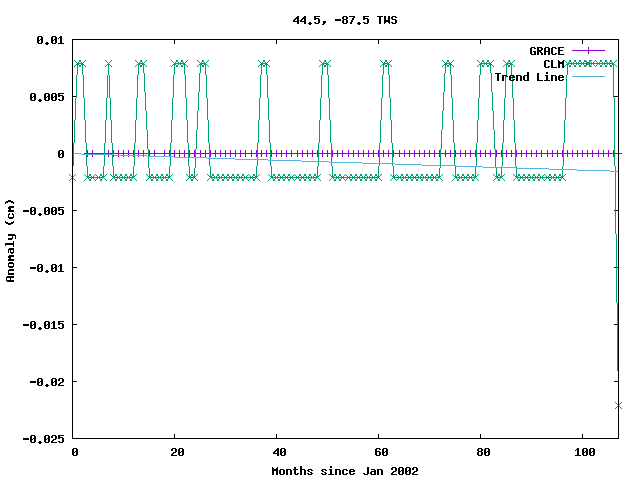 44.5, -87.5 TWS
GRACE
CLM
Trend Line
0.01
0.005
0
-0.005
-0.01
-0.015
-0.02
-0.025
Anomaly (cm)
0 20 40 60 80 100
Months since Jan 2002